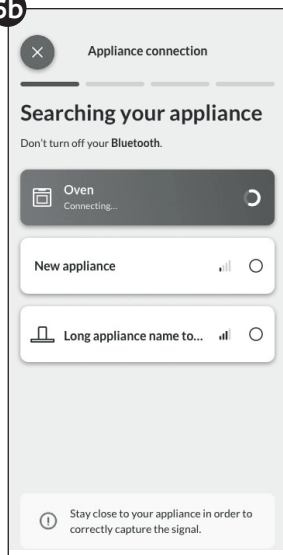 5b
Appliance connection
Searching your appliance
Don't turn off your Bluetooth.
Oven
Connecting...
New appliance
Long appliance name to...
Stay close to your appliance in order to
correctly capture the signal.